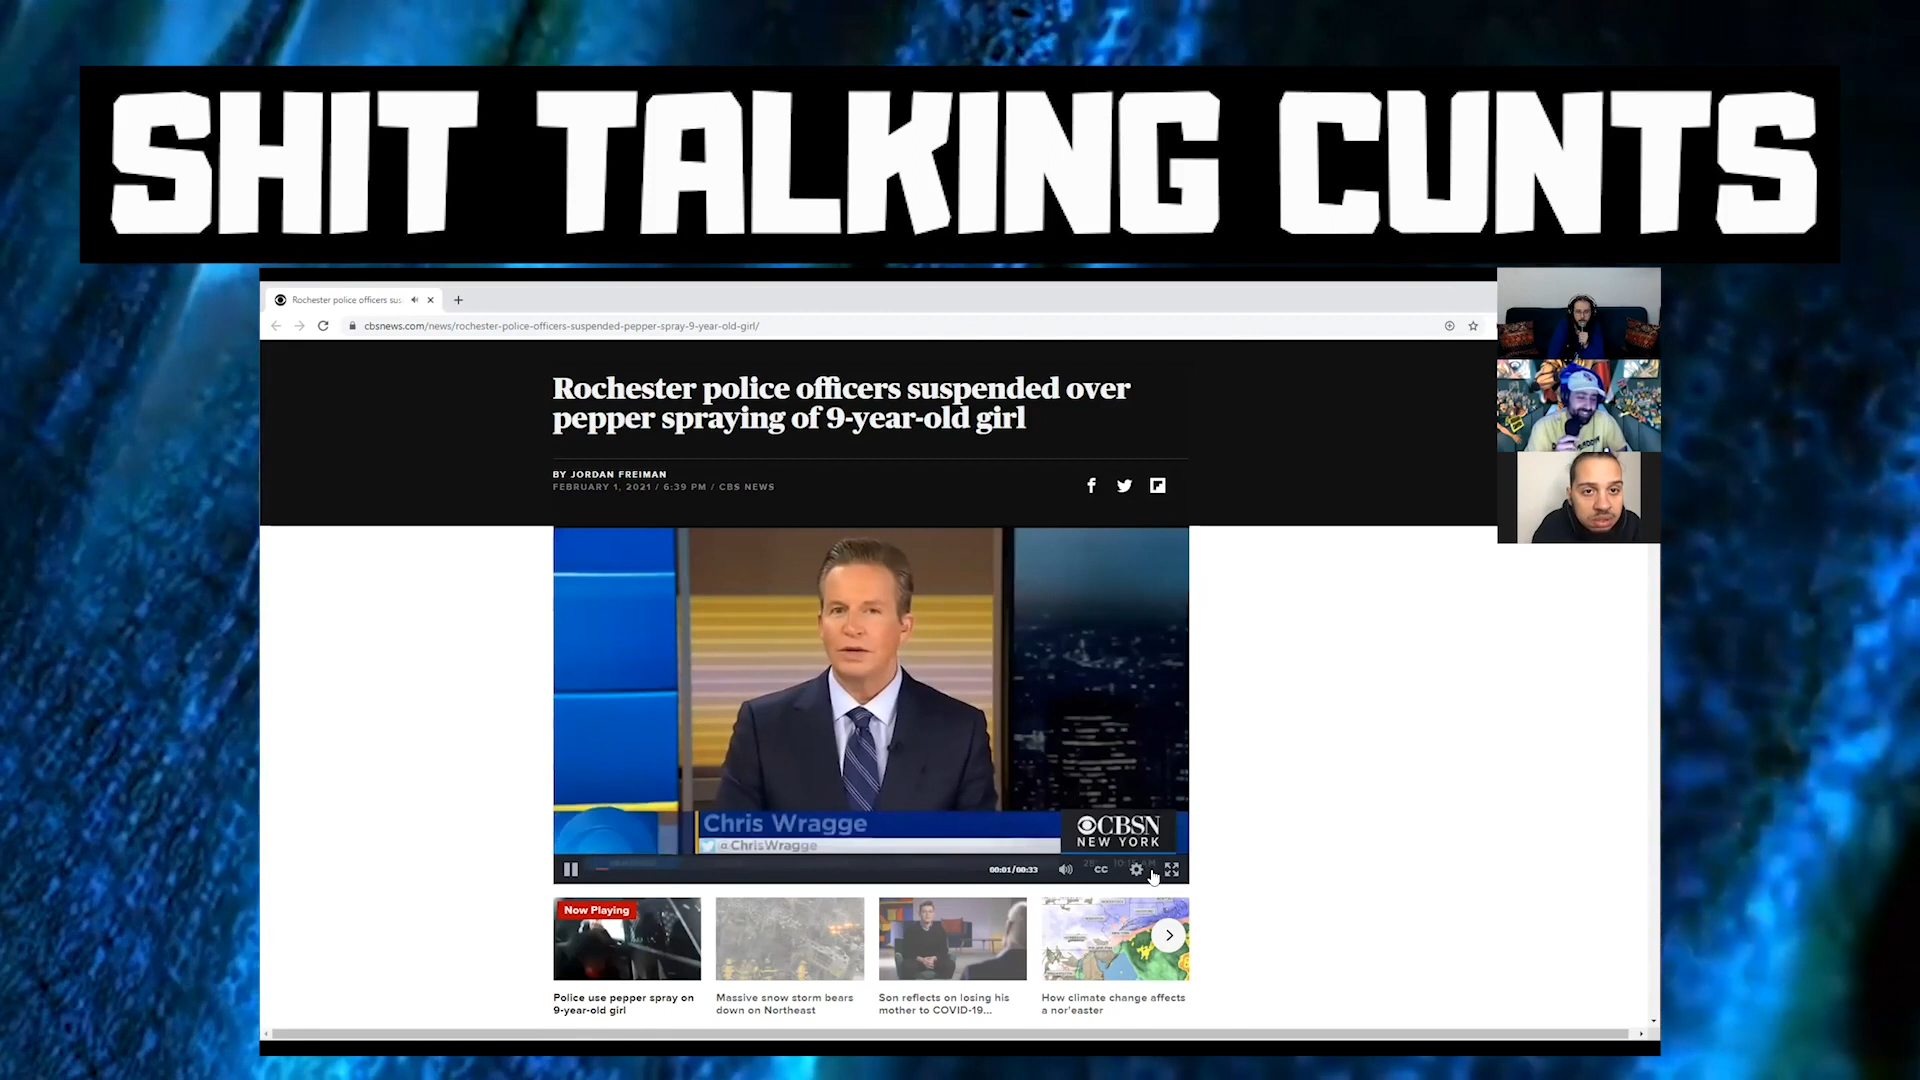 SHIT TALKING CUNTS
Rochester police officers sus
cbsnews.com/news/rochester-police-officers-suspended-pepper-spray-9-year-old-girl/
Rochester police officers suspended over
pepper spraying of 9-year-old girl
BY JORDAN FREIMAN
FEBRUARY 1, 2021 / 6:39 PM / CBS NEWS
Chris Wragge
@ChrisWragge
CBSN
NEW YORK
00:01/00:33
CC
Now Playing
Police use pepper spray on
9-year-old girl
Massive snow storm bears
down on Northeast
Son reflects on losing his
mother to COVID-19...
How climate change affects
a nor'easter